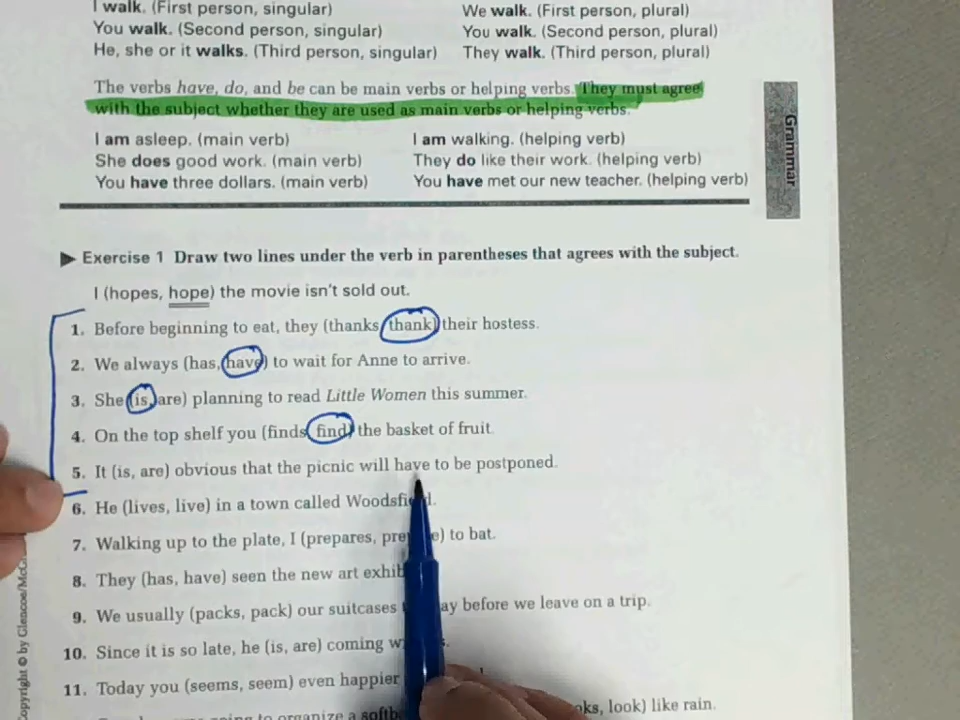 I walk. (First person, singular) We walk. (First person, plural)
You walk. (Second person, singular) You walk. (Second person, plural)
He, she or it walks. (Third person, singular) They walk. (Third person, plural)
The verbs have, do, and be can be main verbs or helping verbs. They must agree
with the subject whether they are used as main verbs or helping verbs.
I am asleep. (main verb) I am walking. (helping verb)
She does good work. (main verb) They do like their work. (helping verb)
You have three dollars. (main verb) You have met our new teacher. (helping verb)
Grammar
▶ Exercise 1 Draw two lines under the verb in parentheses that agrees with the subject.
I (hopes, hope) the movie isn't sold out.
1. Before beginning to eat, they (thanks, thank) their hostess.
2. We always (has, have) to wait for Anne to arrive.
3. She (is, are) planning to read Little Women this summer.
4. On the top shelf you (finds, find) the basket of fruit.
5. It (is, are) obvious that the picnic will have to be postponed.
6. He (lives, live) in a town called Woodsfield.
7. Walking up to the plate, I (prepares, prepare) to bat.
8. They (has, have) seen the new art
9. We usually (packs, pack) our suitcases before we leave on a trip.
10. Since it is so late, he (is, are) coming
11. Today you (seems, seem) even happier
to organize a look) like rain.
Copyright © by Glencoe/McG